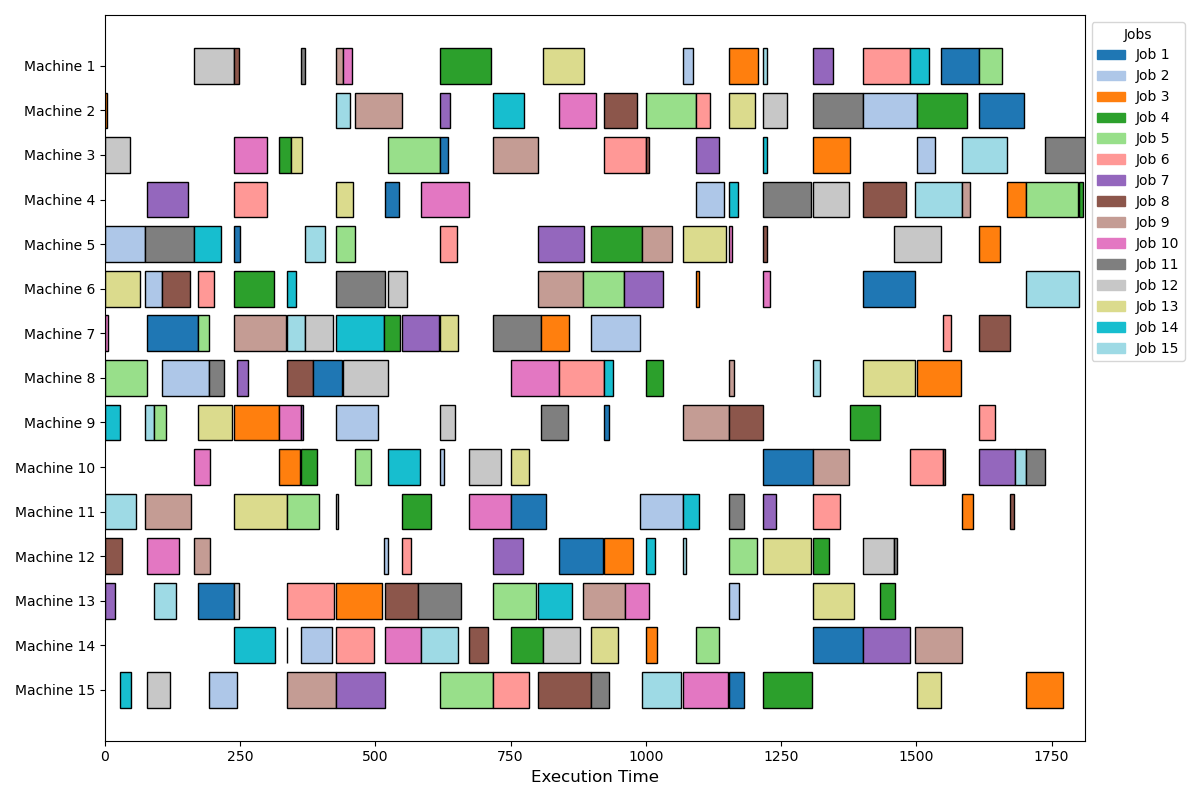 Machine 1
Machine 2
Machine 3
Machine 4
Machine 5
Machine 6
Machine 7
Machine 8
Machine 9
Machine 10
Machine 11
Machine 12
Machine 13
Machine 14
Machine 15
0 250 500 750 1000 1250 1500 1750
Execution Time
Jobs
Job 1
Job 2
Job 3
Job 4
Job 5
Job 6
Job 7
Job 8
Job 9
Job 10
Job 11
Job 12
Job 13
Job 14
Job 15